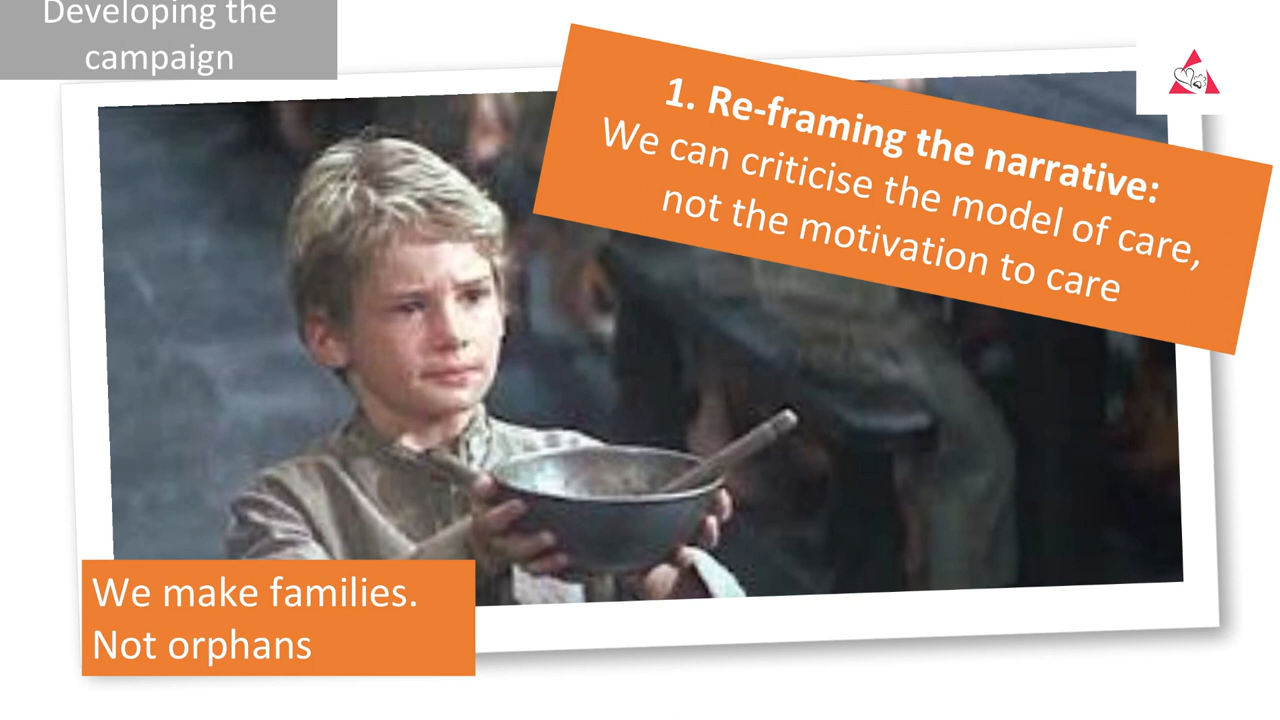 Developing the
campaign
1. Re-framing the narrative:
We can criticise the model of care,
not the motivation to care
We make families.
Not orphans